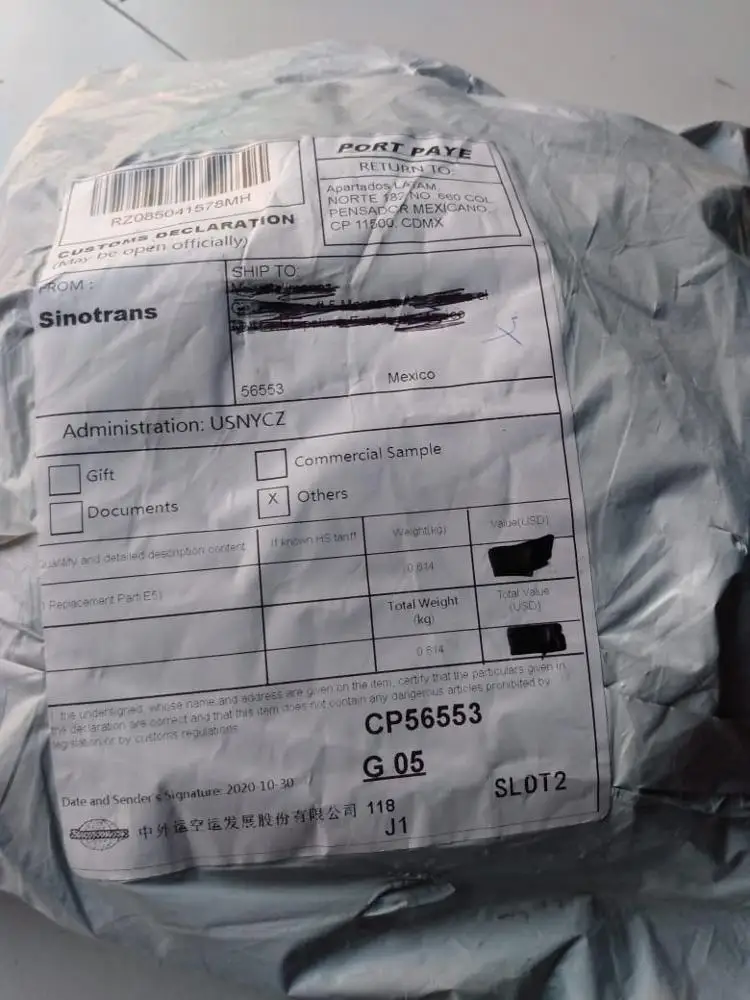 PORT PAYE
RETURN TO:
Apartados LATAM
NORTE 182 NO 660 COL
PENSADOR MEXICANO
CP 11500, CDMX
RZ085041578MH
CUSTOMS DECLARATION
(May be open officially)
FROM :
Sinotrans
SHIP TO:
56553
Mexico
Administration: USNYCZ
Gift
Commercial Sample
Documents
X Others
Quantity and detailed description content
If known HS tariff
Weight(kg)
Value(USD)
1 Replacement Part(E5)
0.614
Total Weight
(kg)
Total Value
(USD)
0.614
I, the undersigned, whose name and address are given on the item, certify that the particulars given in
the declaration are correct and that this item does not contain any dangerous articles prohibited by
legislation or by customs regulations
CP56553
G 05
Date and Sender's Signature: 2020-10-30
SLOT2
中外运空运发展股份有限公司 118
J1